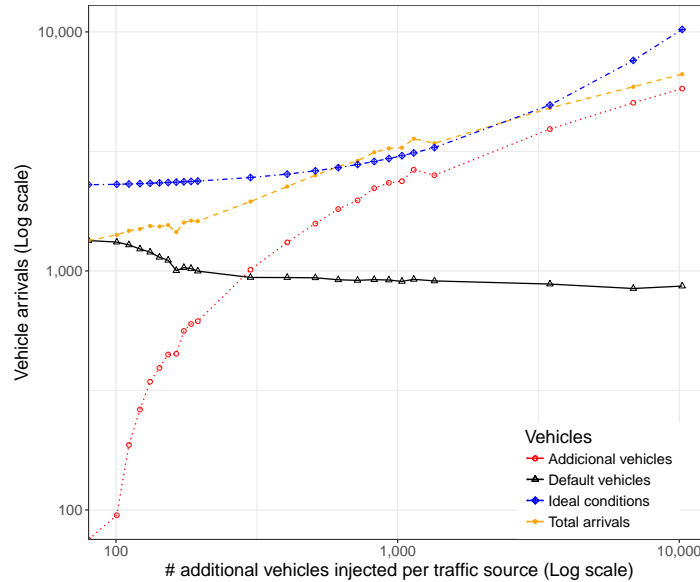 10,000
1,000
100
Vehicle arrivals (Log scale)
Vehicles
Addicional vehicles
Default vehicles
Ideal conditions
Total arrivals
100
1,000
10,000
# additional vehicles injected per traffic source (Log scale)